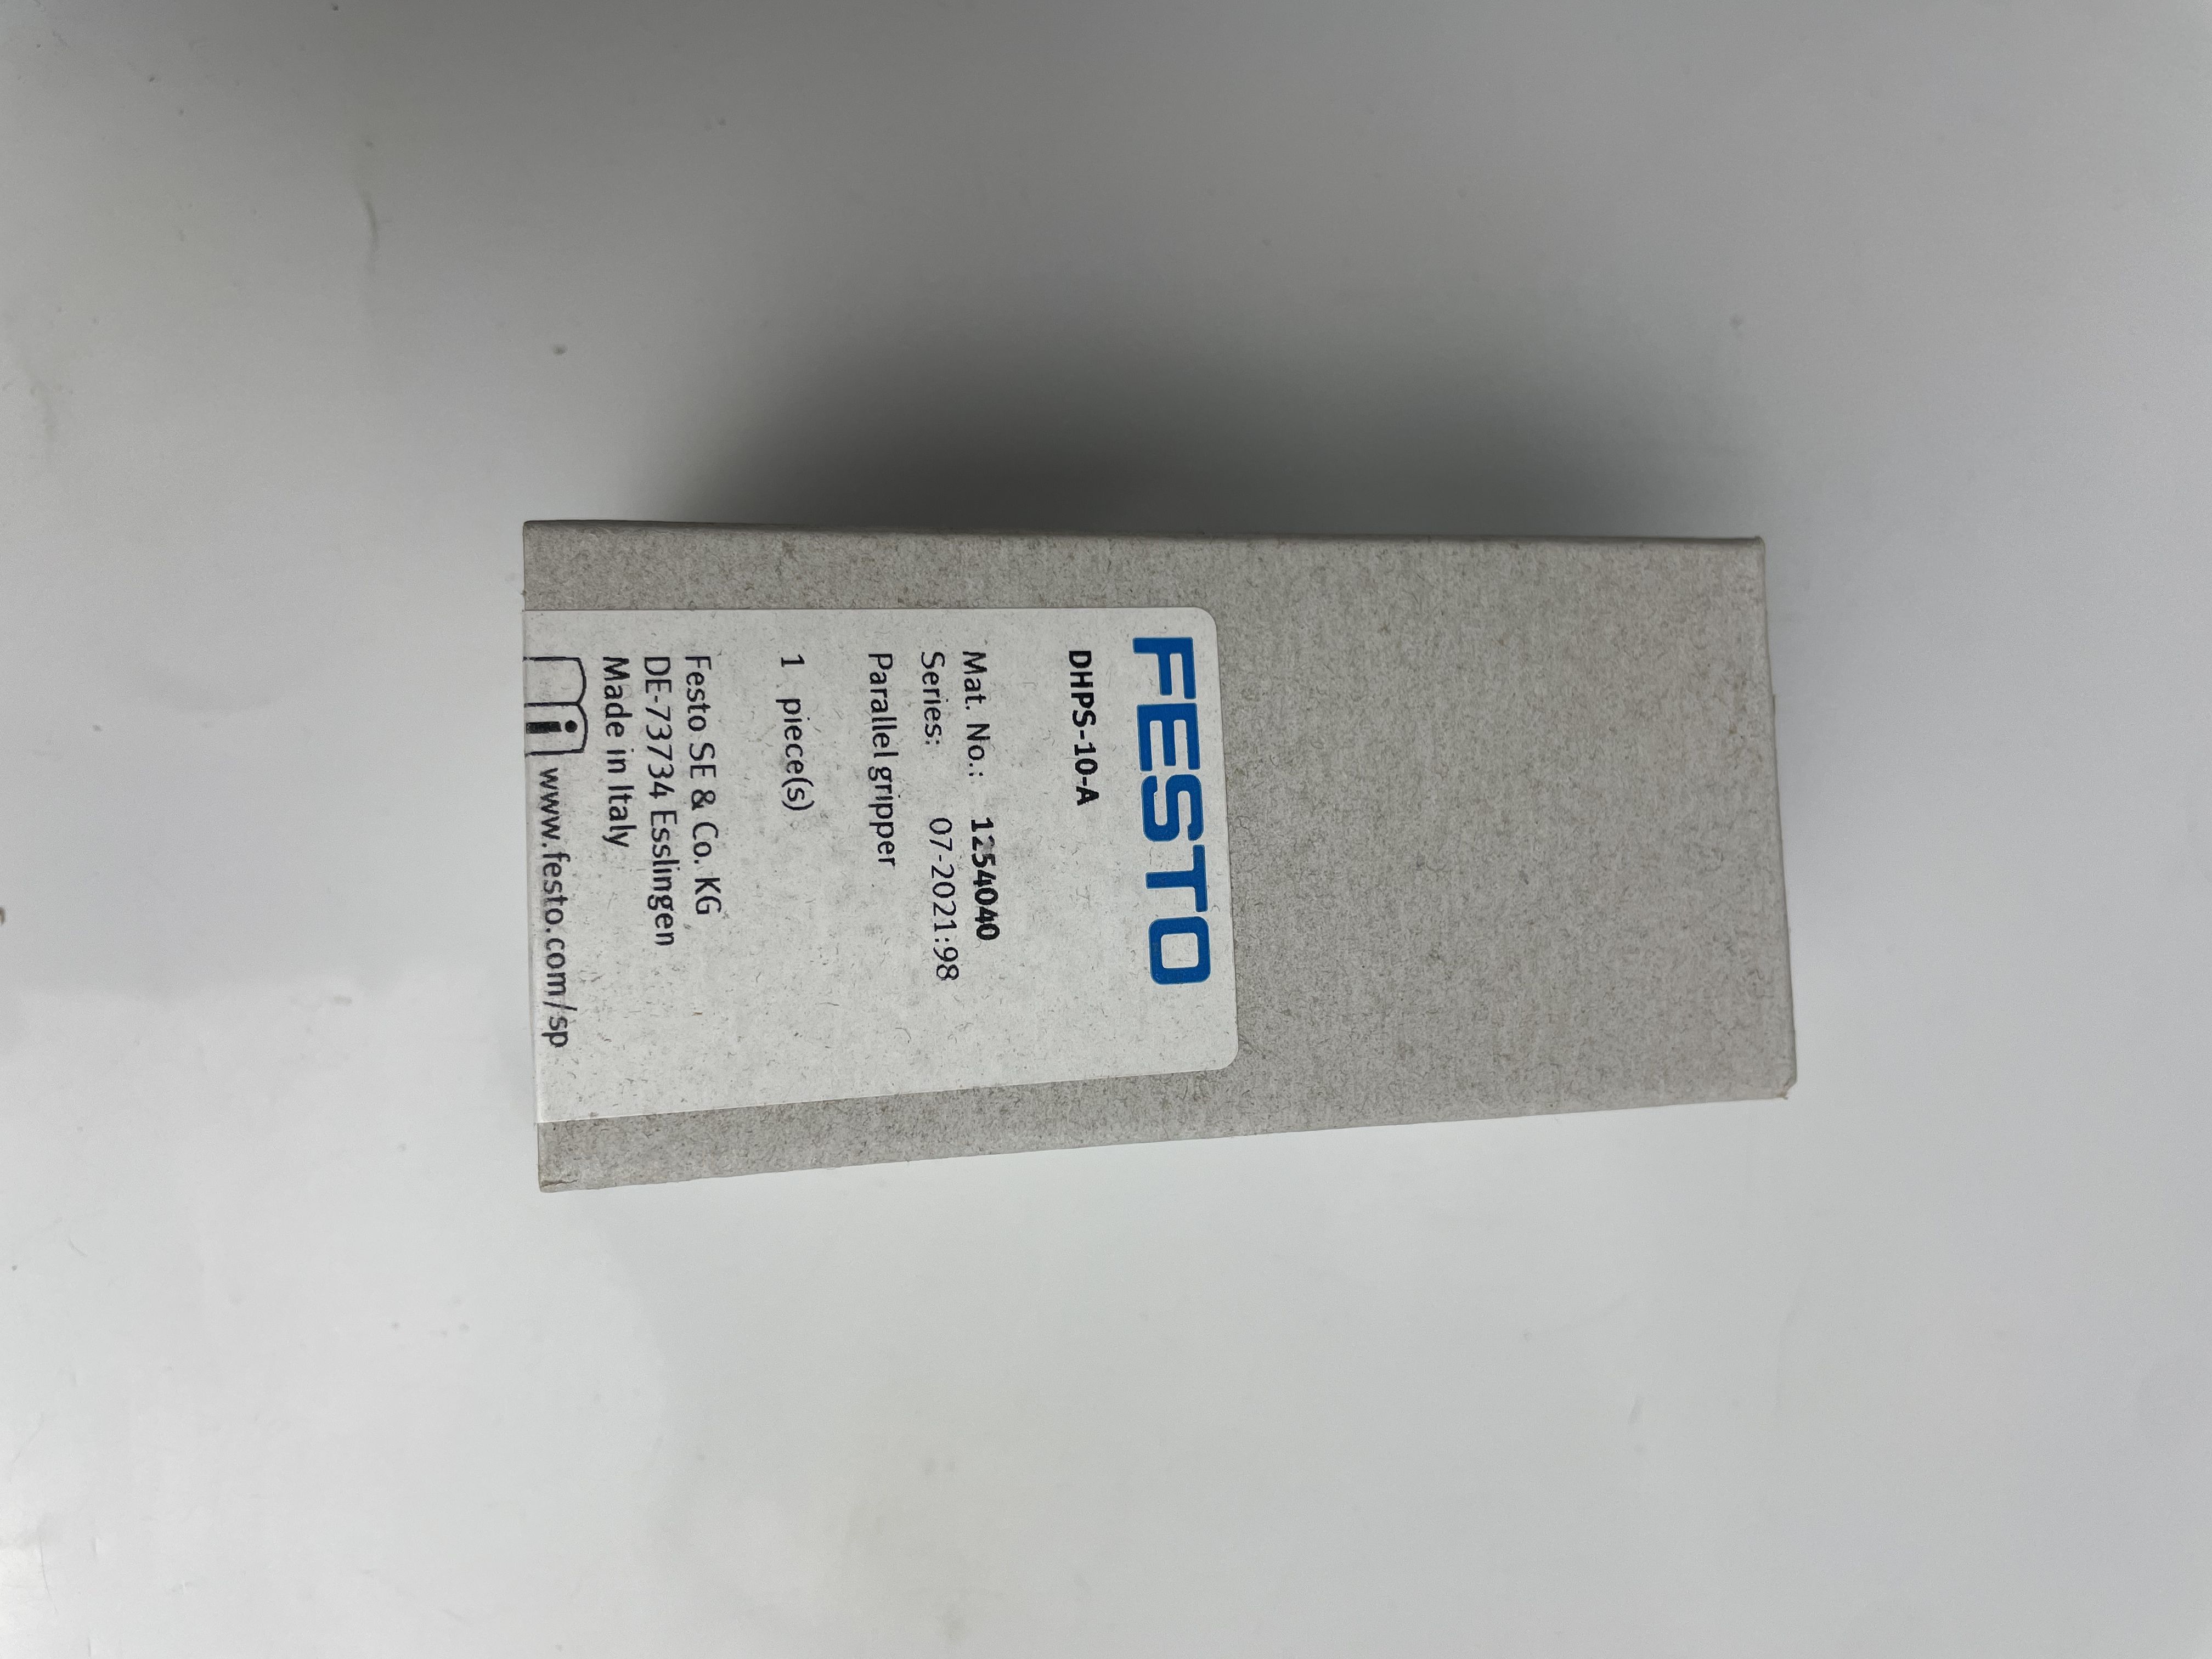 FESTO
DHPS-10-A
Mat. No.: 1254040
Series: 07-2021:98
Parallel gripper
1 piece(s)
Festo SE & Co. KG
DE-73734 Esslingen
Made in Italy
i www.festo.com/sp